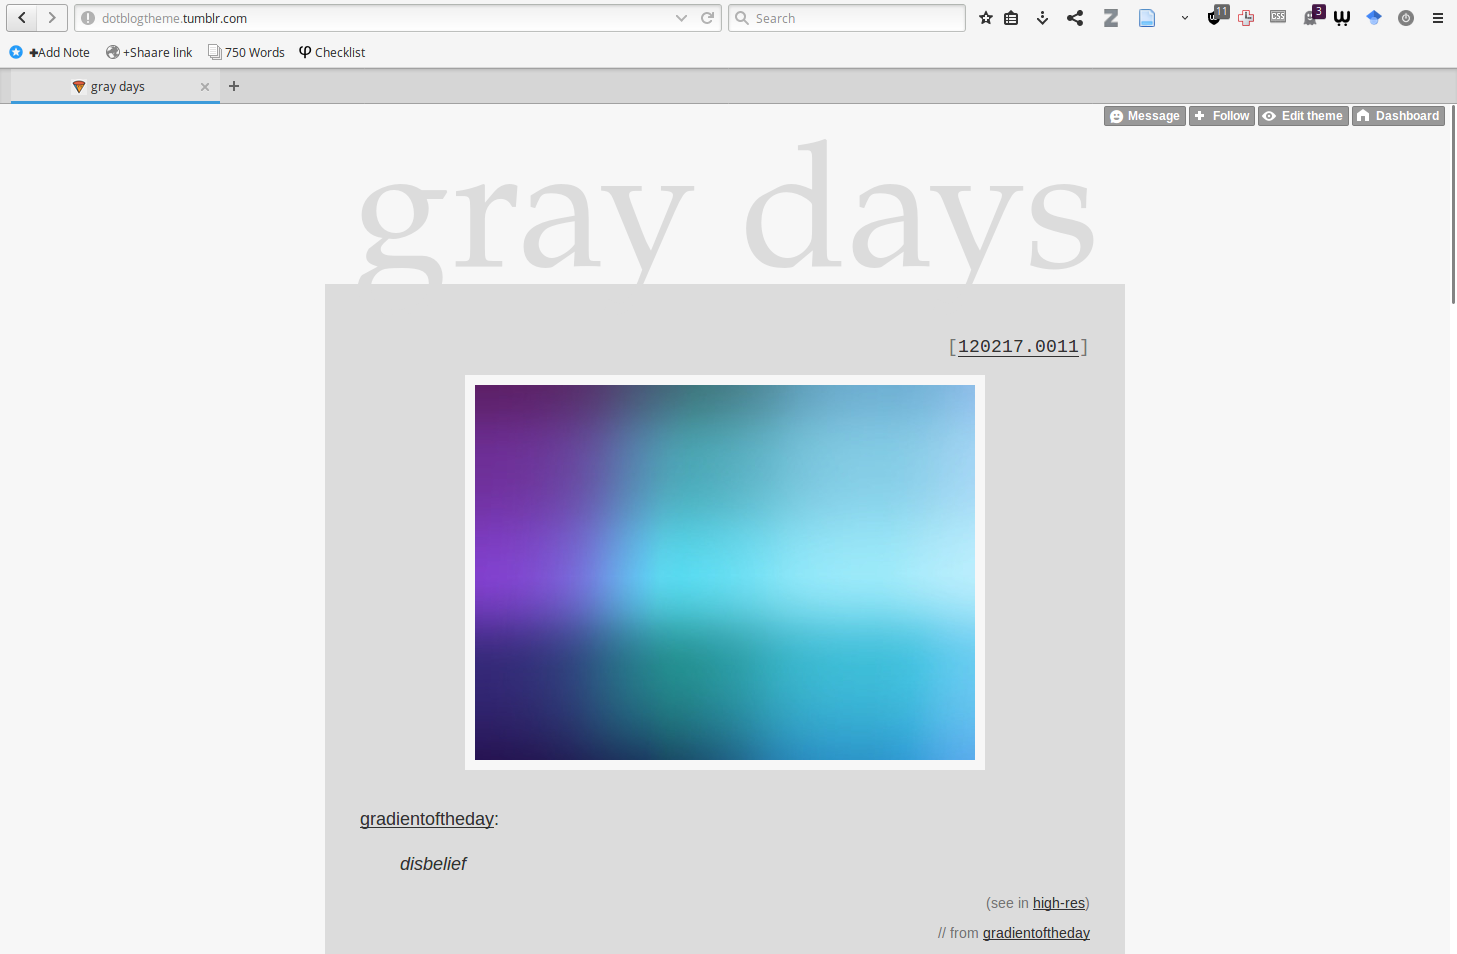 dotblogtheme.tumblr.com
Search
CSS
11
3
+Add Note
+Shaare link
750 Words
Checklist
gray days
Message
Follow
Edit theme
Dashboard
gray days
[120217.0011]
gradientoftheday:
disbelief
(see in high-res)
// from gradientoftheday